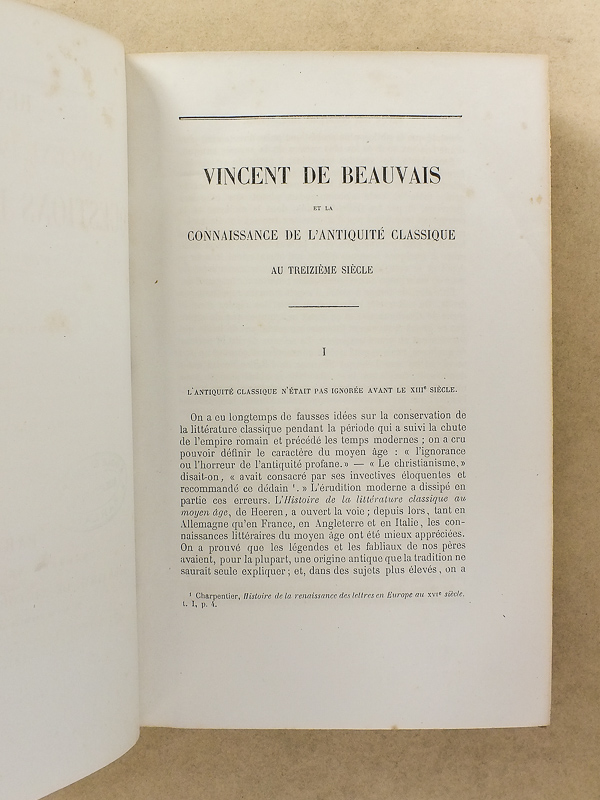 VINCENT DE BEAUVAIS
ET LA
CONNAISSANCE DE L'ANTIQUITÉ CLASSIQUE
AU TREIZIÈME SIÈCLE
I
L'ANTIQUITÉ CLASSIQUE N'ÉTAIT PAS IGNORÉE AVANT LE XIIIe SIÈCLE.
On a eu longtemps de fausses idées sur la conservation de
la littérature classique pendant la période qui a suivi la chute
de l'empire romain et précédé les temps modernes ; on a cru
pouvoir définir le caractère du moyen âge : « l'ignorance
ou l'horreur de l'antiquité profane. » — « Le christianisme, »
disait-on, « avait consacré par ses invectives éloquentes et
recommandé ce dédain ¹. » L'érudition moderne a dissipé en
partie ces erreurs. L'Histoire de la littérature classique au
moyen âge, de Heeren, a ouvert la voie ; depuis lors, tant en
Allemagne qu'en France, en Angleterre et en Italie, les con-
naissances littéraires du moyen âge ont été mieux appréciées.
On a prouvé que les légendes et les fabliaux de nos pères
avaient, pour la plupart, une origine antique que la tradition ne
saurait seule expliquer ; et, dans des sujets plus élevés, on a
¹ Charpentier, Histoire de la renaissance des lettres en Europe au XVIe siècle.
t. I, p. 4.